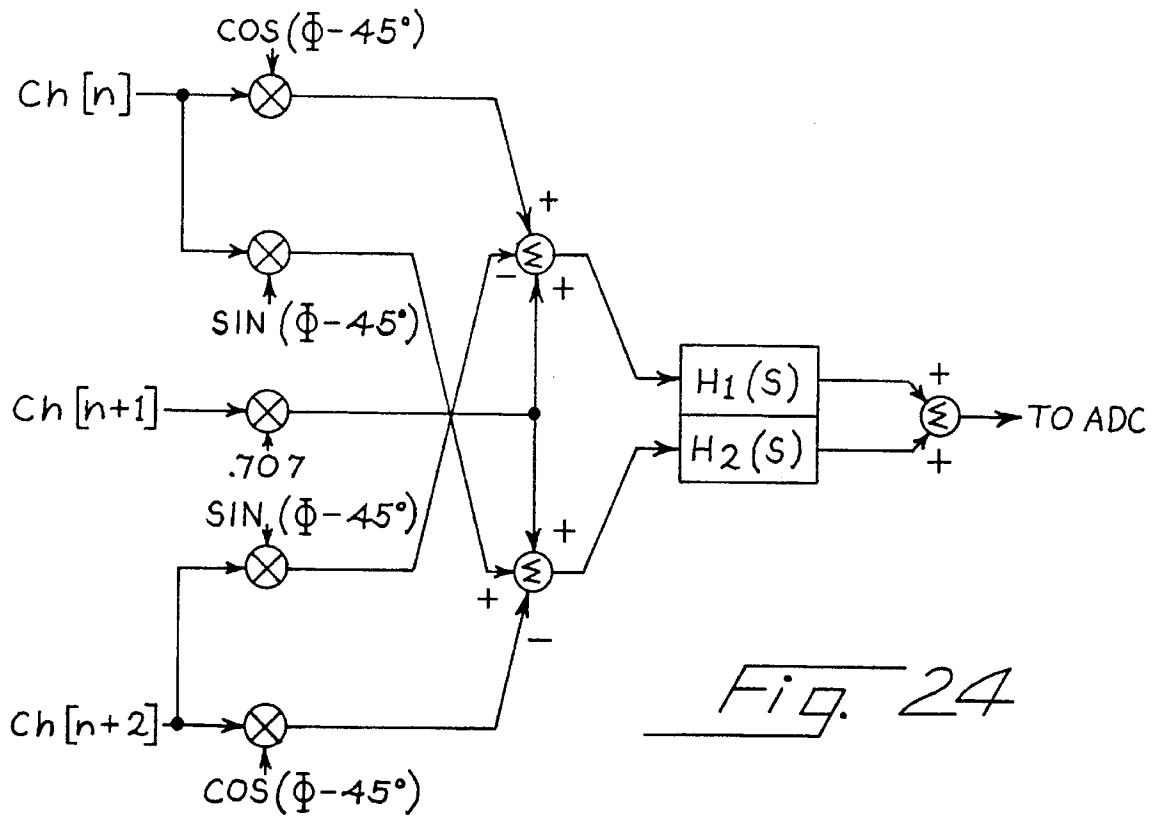 COS(Φ-45°)
Ch[n]
+
-
+
SIN(Φ-45°)
H1(S)
+
Ch[n+1]
TO ADC
.707
H2(S)
+
SIN(Φ-45°)
+
+
-
Fig. 24
Ch[n+2]
COS(Φ-45°)